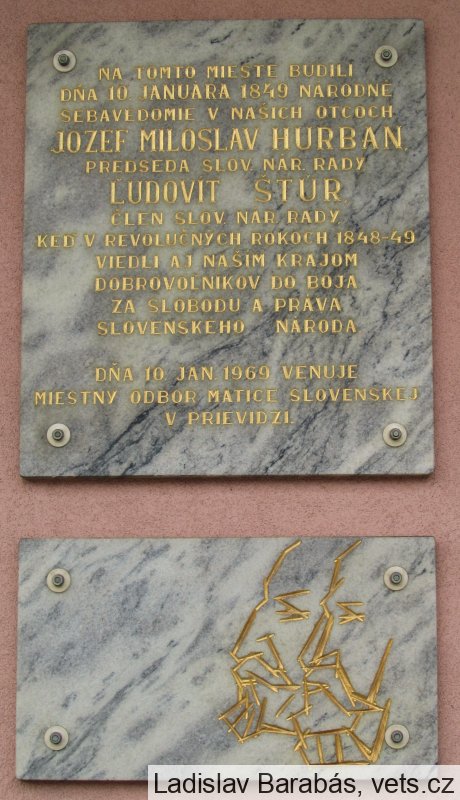 NA TOMTO MIESTE BUDILI
DŇA 10. JANUÁRA 1849 NÁRODNÉ
SEBAVEDOMIE V NAŠICH OTCOCH
JOZEF MILOSLAV HURBAN,
PREDSEDA SLOV. NÁR. RADY
ĽUDOVÍT ŠTÚR
ČLEN SLOV. NÁR. RADY,
KEĎ V REVOLUČNÝCH ROKOCH 1848-49
VIEDLI AJ NAŠIM KRAJOM
DOBROVOĽNÍKOV DO BOJA
ZA SLOBODU A PRÁVA
SLOVENSKÉHO NÁRODA
DŇA 10. JAN. 1969 VENUJE
MIESTNY ODBOR MATICE SLOVENSKEJ
V PRIEVIDZI.
Ladislav Barabás, vets.cz